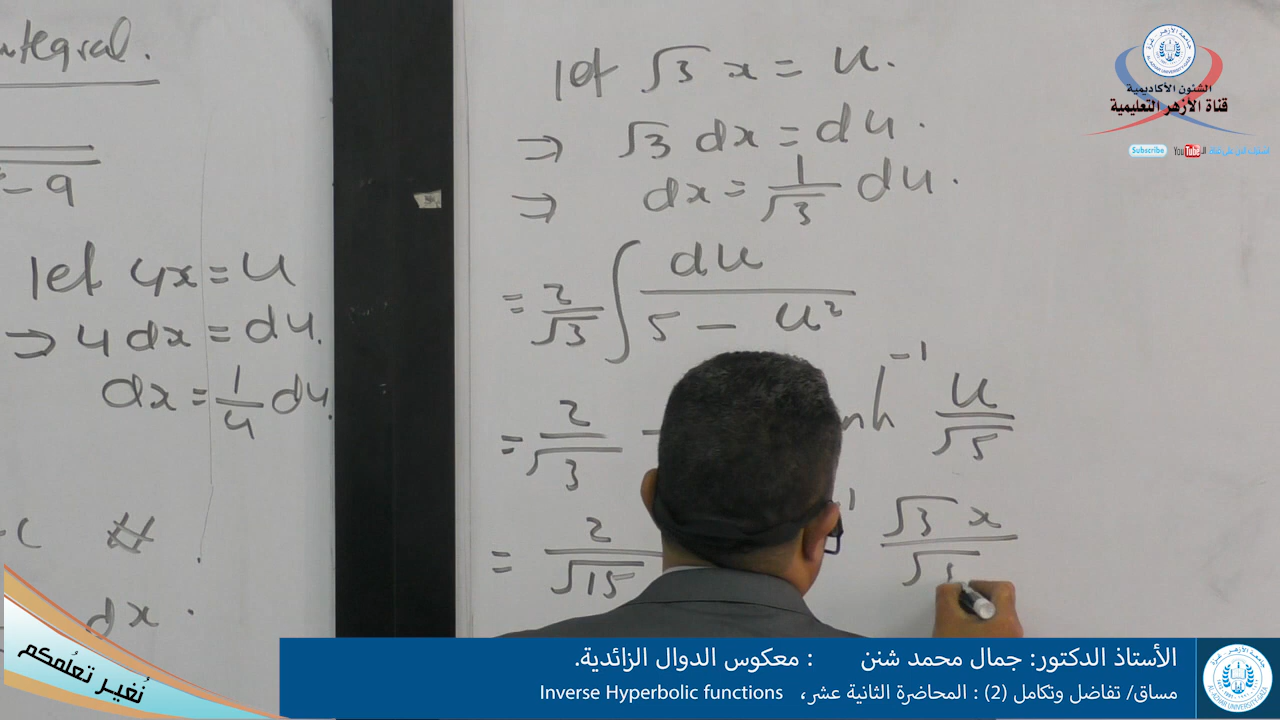 ntegral.
- 9
let 4x = u
⇒ 4 dx = du.
dx = 1/4 du.
#
dx .
let √3 x = u.
⇒ √3 dx = du.
⇒ dx = 1/√3 du.
= 2/√3 ∫ du / 5 - u²
= 2/√3 nh⁻¹ u/√5
= 2/√15 √3 x
الشئون الأكاديمية
قناة الأزهر التعليمية
Subscribe YouTube
نُغيـر تعـلُمكم
الأستاذ الدكتور: جمال محمد شنن : معكوس الدوال الزائدية.
مساق/ تفاضل وتكامل (2) : المحاضرة الثانية عشر، Inverse Hyperbolic functions